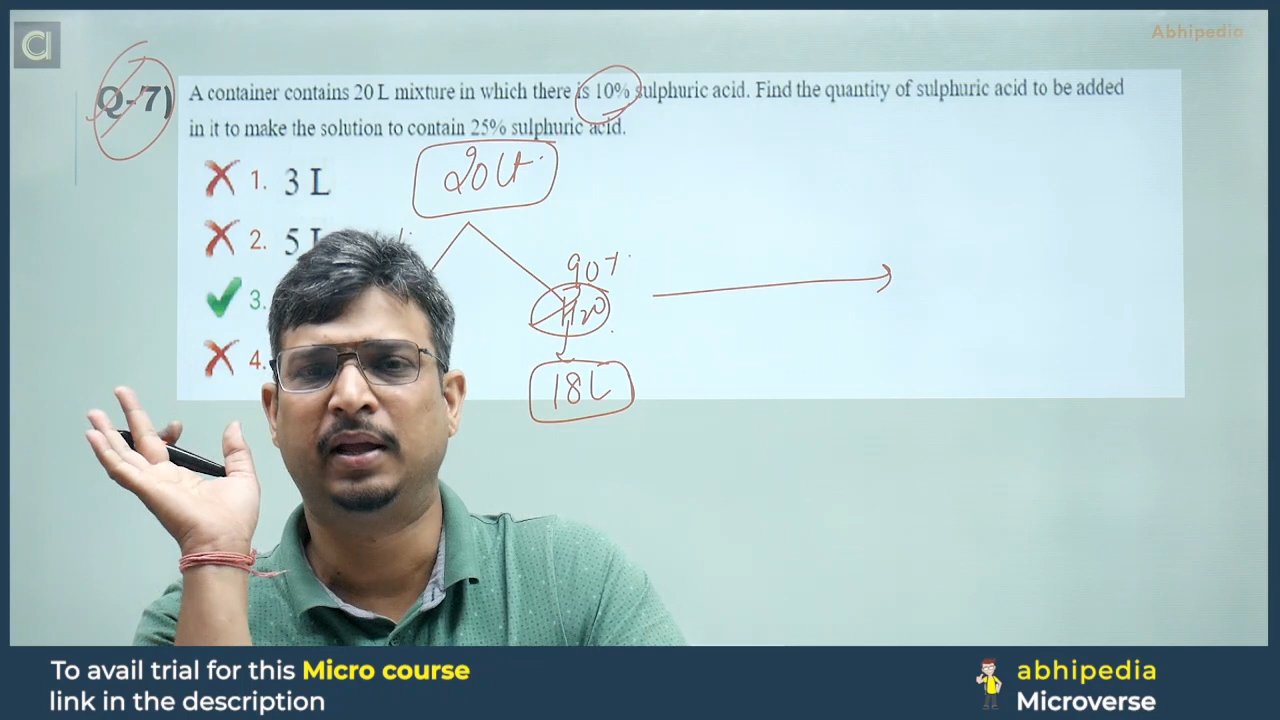 Abhipedia
Q-7) A container contains 20 L mixture in which there is 10% sulphuric acid. Find the quantity of sulphuric acid to be added
in it to make the solution to contain 25% sulphuric acid.
1. 3 L
2. 5 L
3.
4.
20 Lt.
90%
H2O
18L
To avail trial for this Micro course
link in the description
abhipedia
Microverse